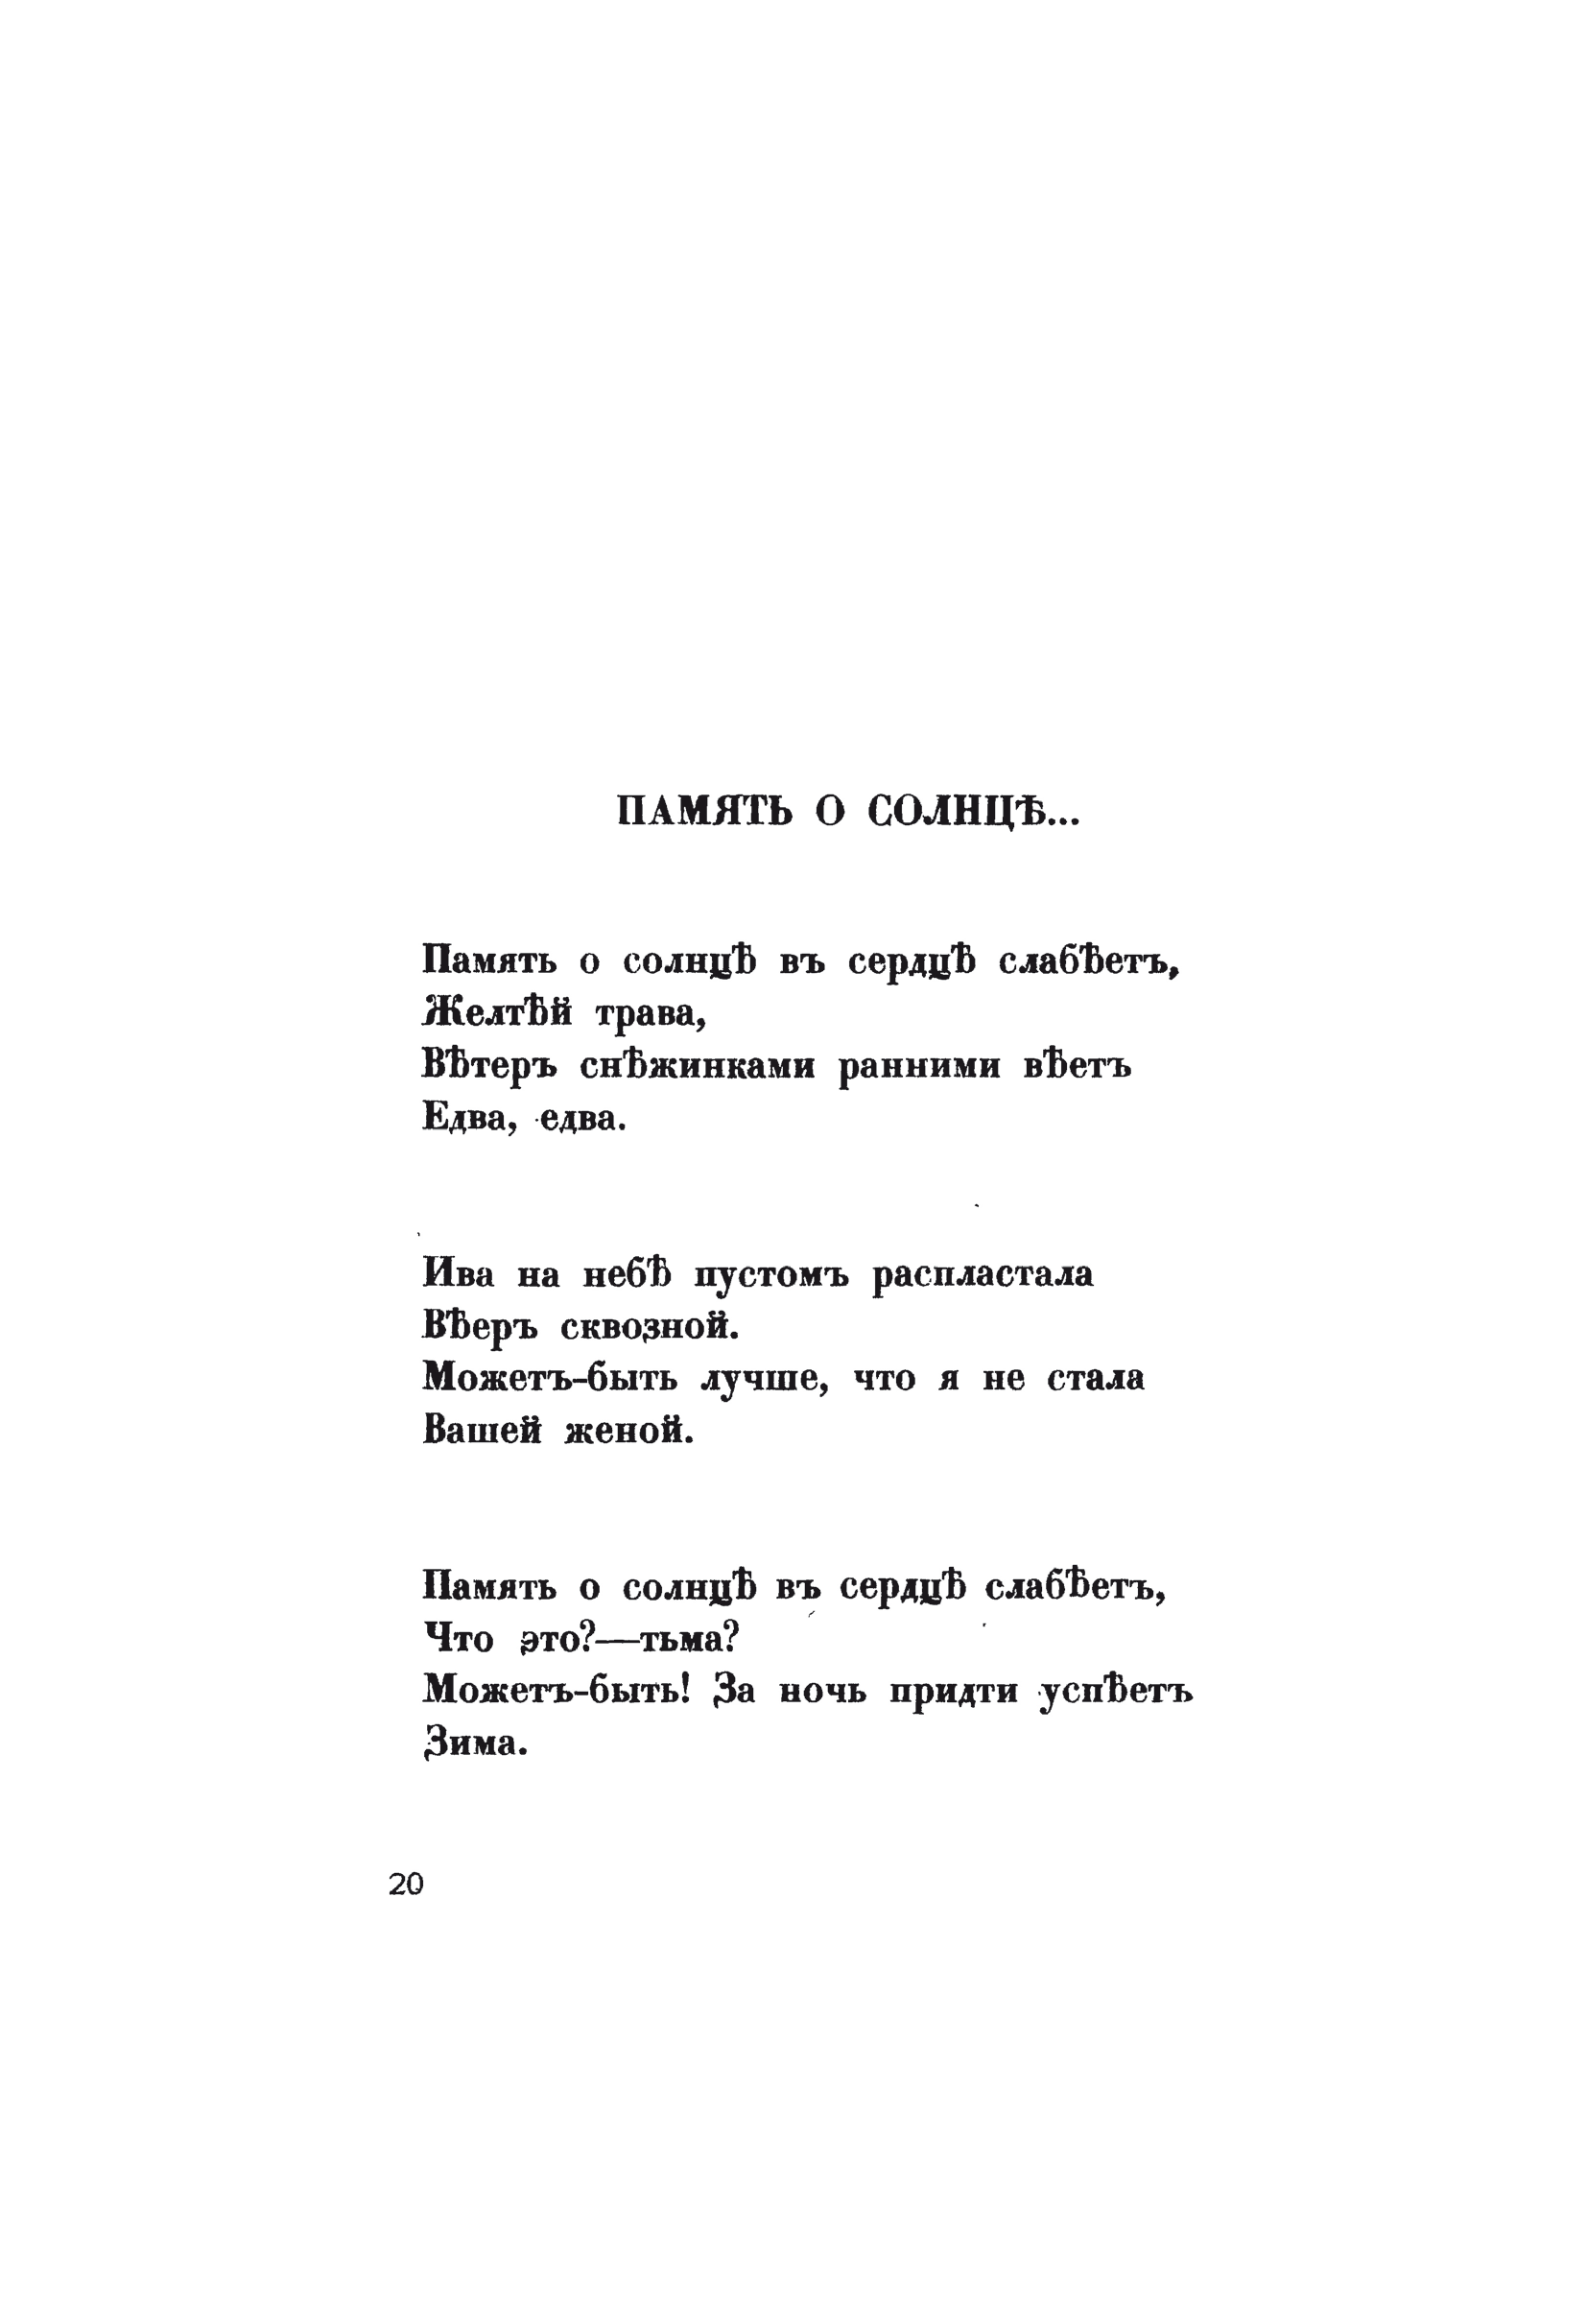 ПАМЯТЬ О СОЛНЦѢ...
Память о солнцѣ въ сердцѣ слабѣетъ,
Желтѣй трава,
Вѣтеръ снѣжинками ранними вѣетъ
Едва, едва.
Ива на небѣ пустомъ распластала
Вѣеръ сквозной.
Можетъ-быть лучше, что я не стала
Вашей женой.
Память о солнцѣ въ сердцѣ слабѣетъ,
Что это?—тьма?
Можетъ-быть! За ночь придти успѣетъ
Зима.
20